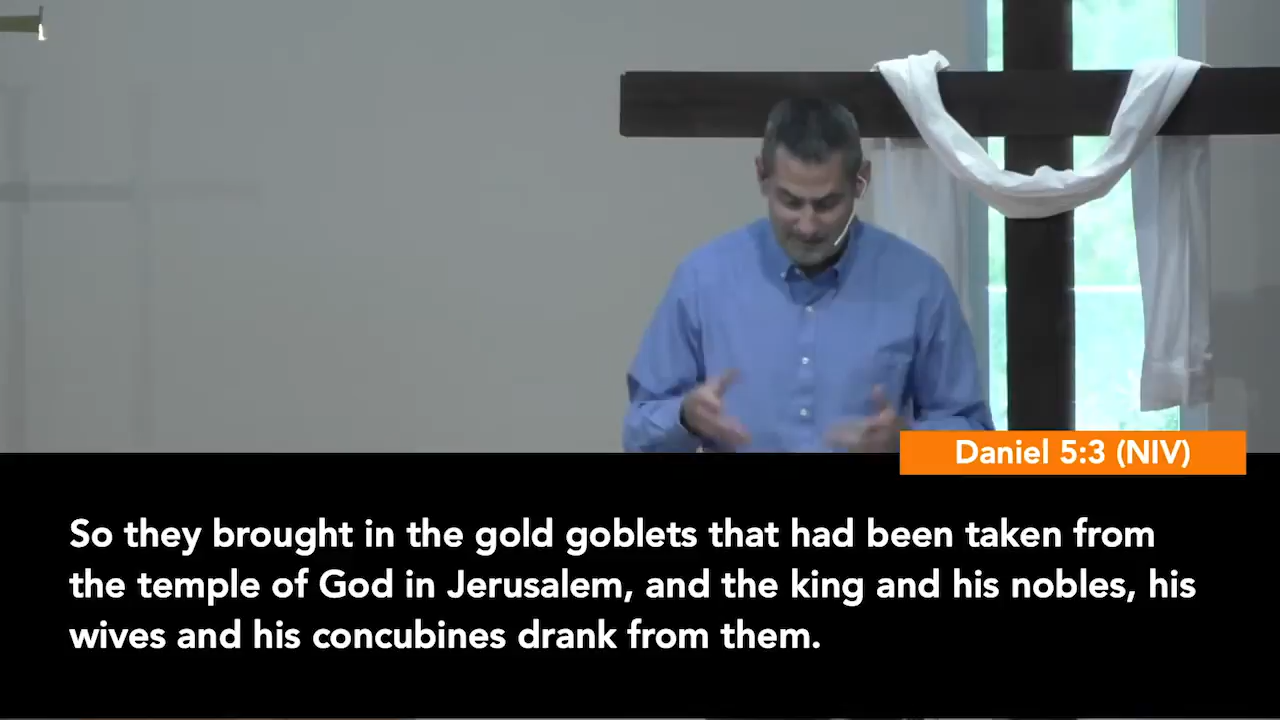 Daniel 5:3 (NIV)
So they brought in the gold goblets that had been taken from
the temple of God in Jerusalem, and the king and his nobles, his
wives and his concubines drank from them.